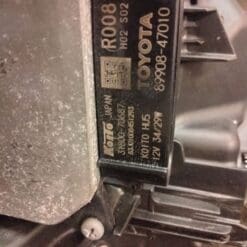 R008
H02 S02
TOYOTA
89908-47010
KOITO JAPAN
KOITO HJ5
12V 34/29W